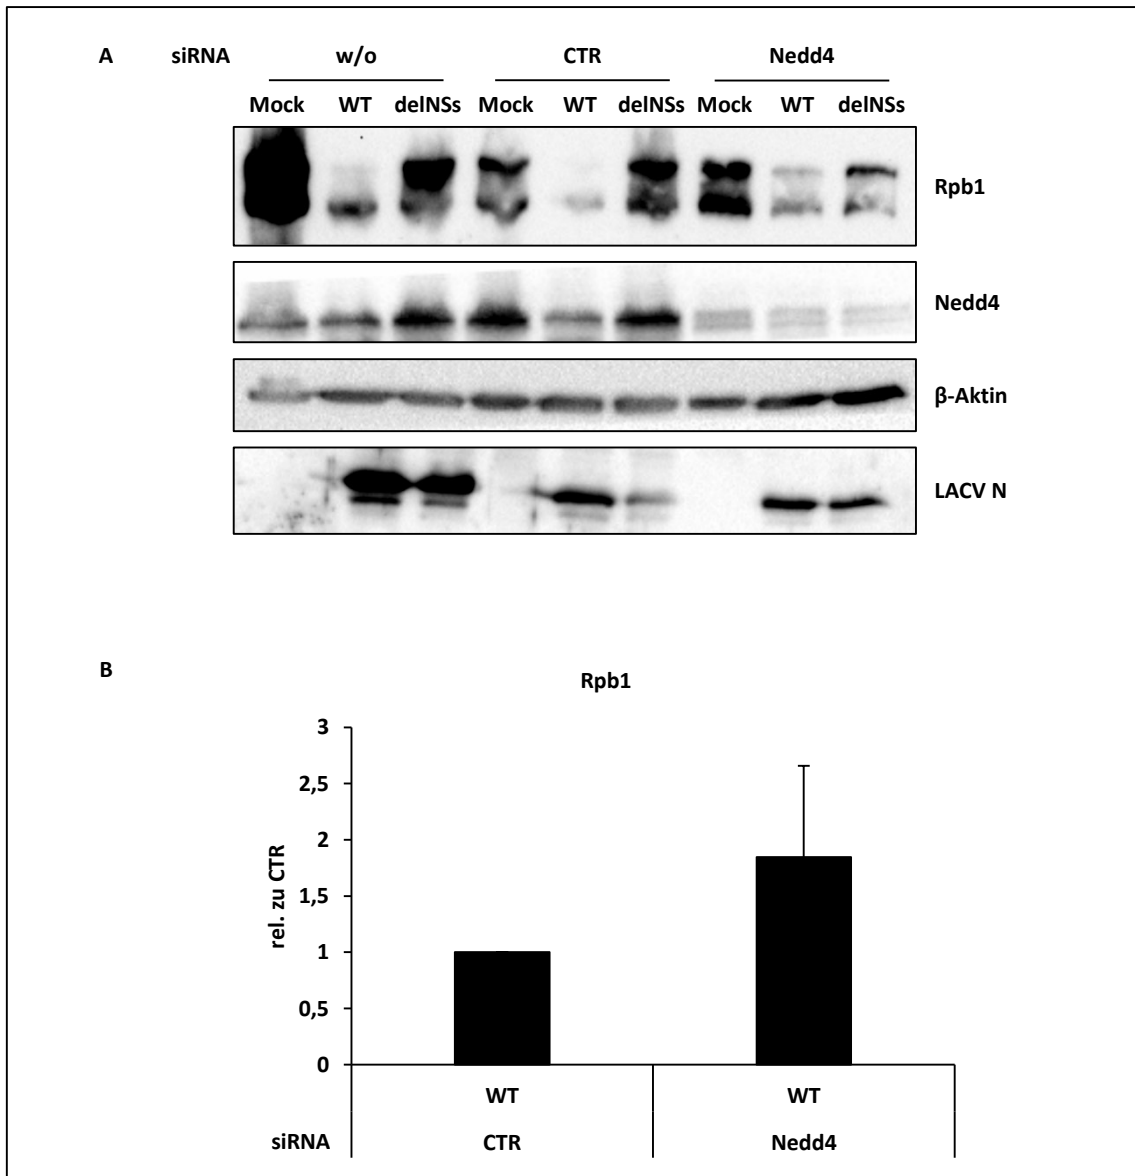 A siRNA w/o CTR Nedd4
Mock WT delNSs Mock WT delNSs Mock WT delNSs
Rpb1
Nedd4
β-Aktin
LACV N
B
Rpb1
rel. zu CTR
3
2,5
2
1,5
1
0,5
0
WT WT
siRNA CTR Nedd4